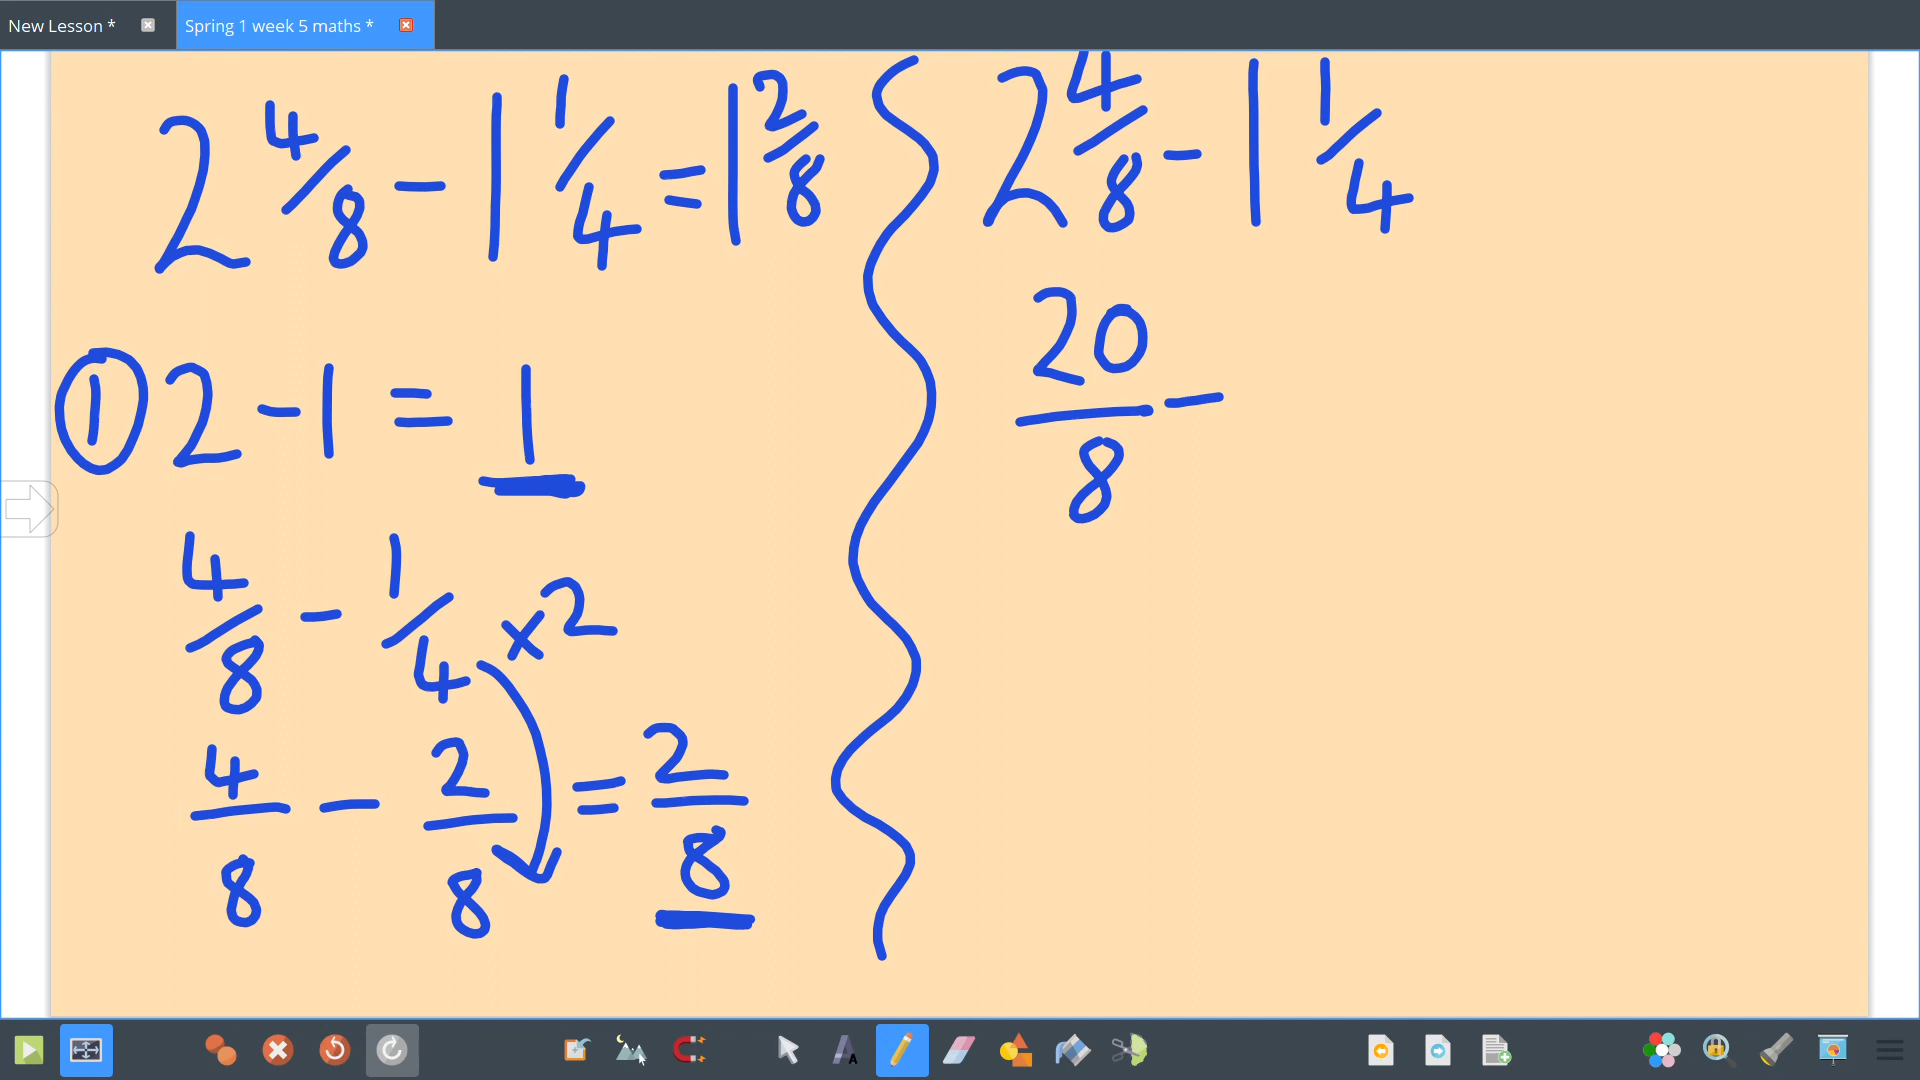 New Lesson *
Spring 1 week 5 maths *
2 4/8 - 1 1/4 = 1 2/8
① 2 - 1 = 1
4/8 - 1/4 ×2
4/8 - 2/8 = 2/8
2 4/8 - 1 1/4
20/8 -